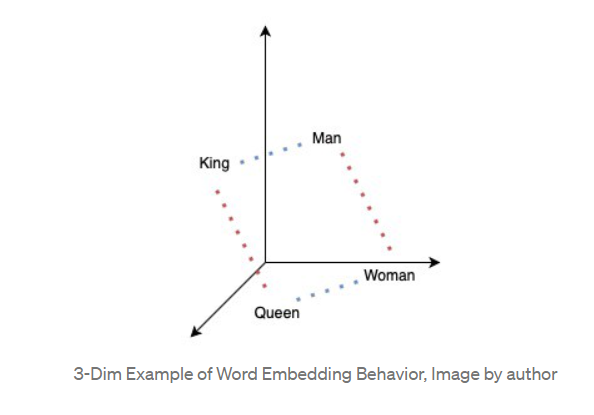 Man
King
Woman
Queen
3-Dim Example of Word Embedding Behavior, Image by author